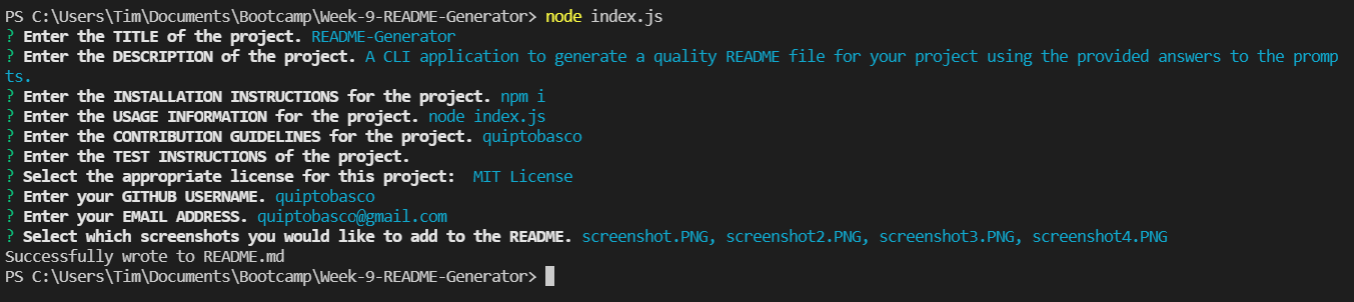 PS C:\Users\Tim\Documents\Bootcamp\Week-9-README-Generator> node index.js
? Enter the TITLE of the project. README-Generator
? Enter the DESCRIPTION of the project. A CLI application to generate a quality README file for your project using the provided answers to the promp
ts.
? Enter the INSTALLATION INSTRUCTIONS for the project. npm i
? Enter the USAGE INFORMATION for the project. node index.js
? Enter the CONTRIBUTION GUIDELINES for the project. quiptobasco
? Enter the TEST INSTRUCTIONS of the project.
? Select the appropriate license for this project:  MIT License
? Enter your GITHUB USERNAME. quiptobasco
? Enter your EMAIL ADDRESS. quiptobasco@gmail.com
? Select which screenshots you would like to add to the README. screenshot.PNG, screenshot2.PNG, screenshot3.PNG, screenshot4.PNG
Successfully wrote to README.md
PS C:\Users\Tim\Documents\Bootcamp\Week-9-README-Generator>